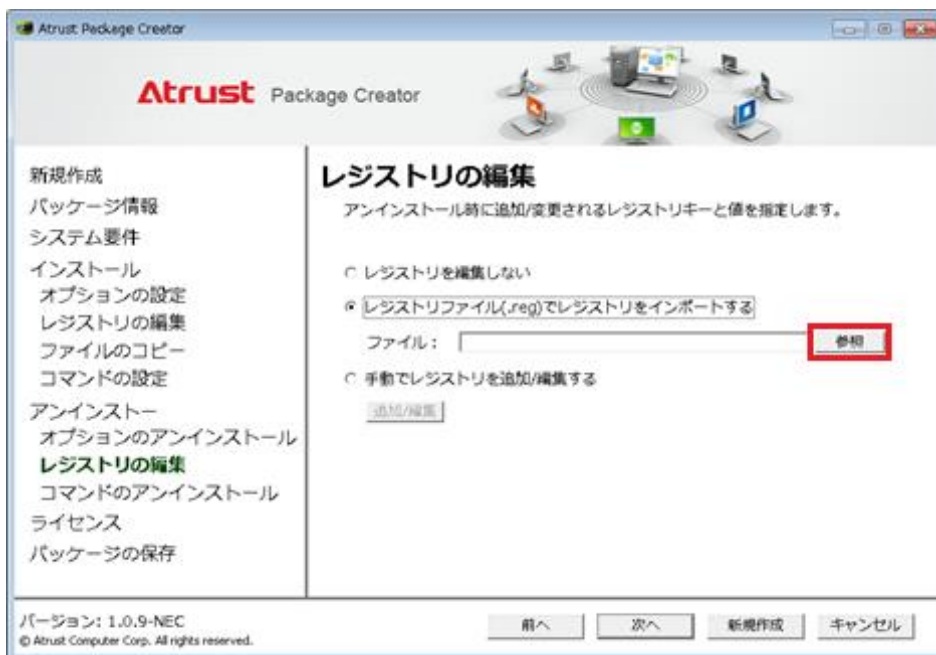 Atrust Package Creator
Atrust Package Creator
新規作成
パッケージ情報
システム要件
インストール
オプションの設定
レジストリの編集
ファイルのコピー
コマンドの設定
アンインストー
オプションのアンインストール
レジストリの編集
コマンドのアンインストール
ライセンス
パッケージの保存
レジストリの編集
アンインストール時に追加/変更されるレジストリキーと値を指定します。
レジストリを編集しない
レジストリファイル(.reg)でレジストリをインポートする
ファイル： 参照
手動でレジストリを追加/編集する
追加/編集
バージョン: 1.0.9-NEC
© Atrust Computer Corp. All rights reserved.
前へ 次へ 新規作成 キャンセル